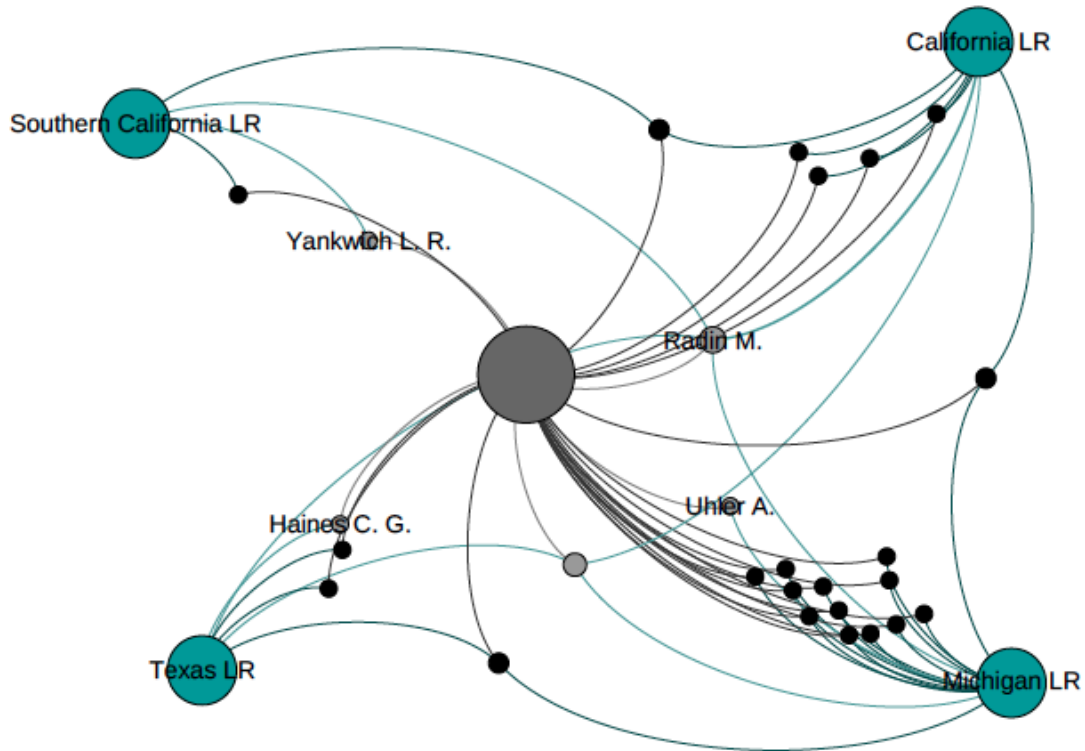 California LR
Southern California LR
Yankwich L. R.
Radin M.
Uhler A.
Haines C. G.
Texas LR
Michigan LR